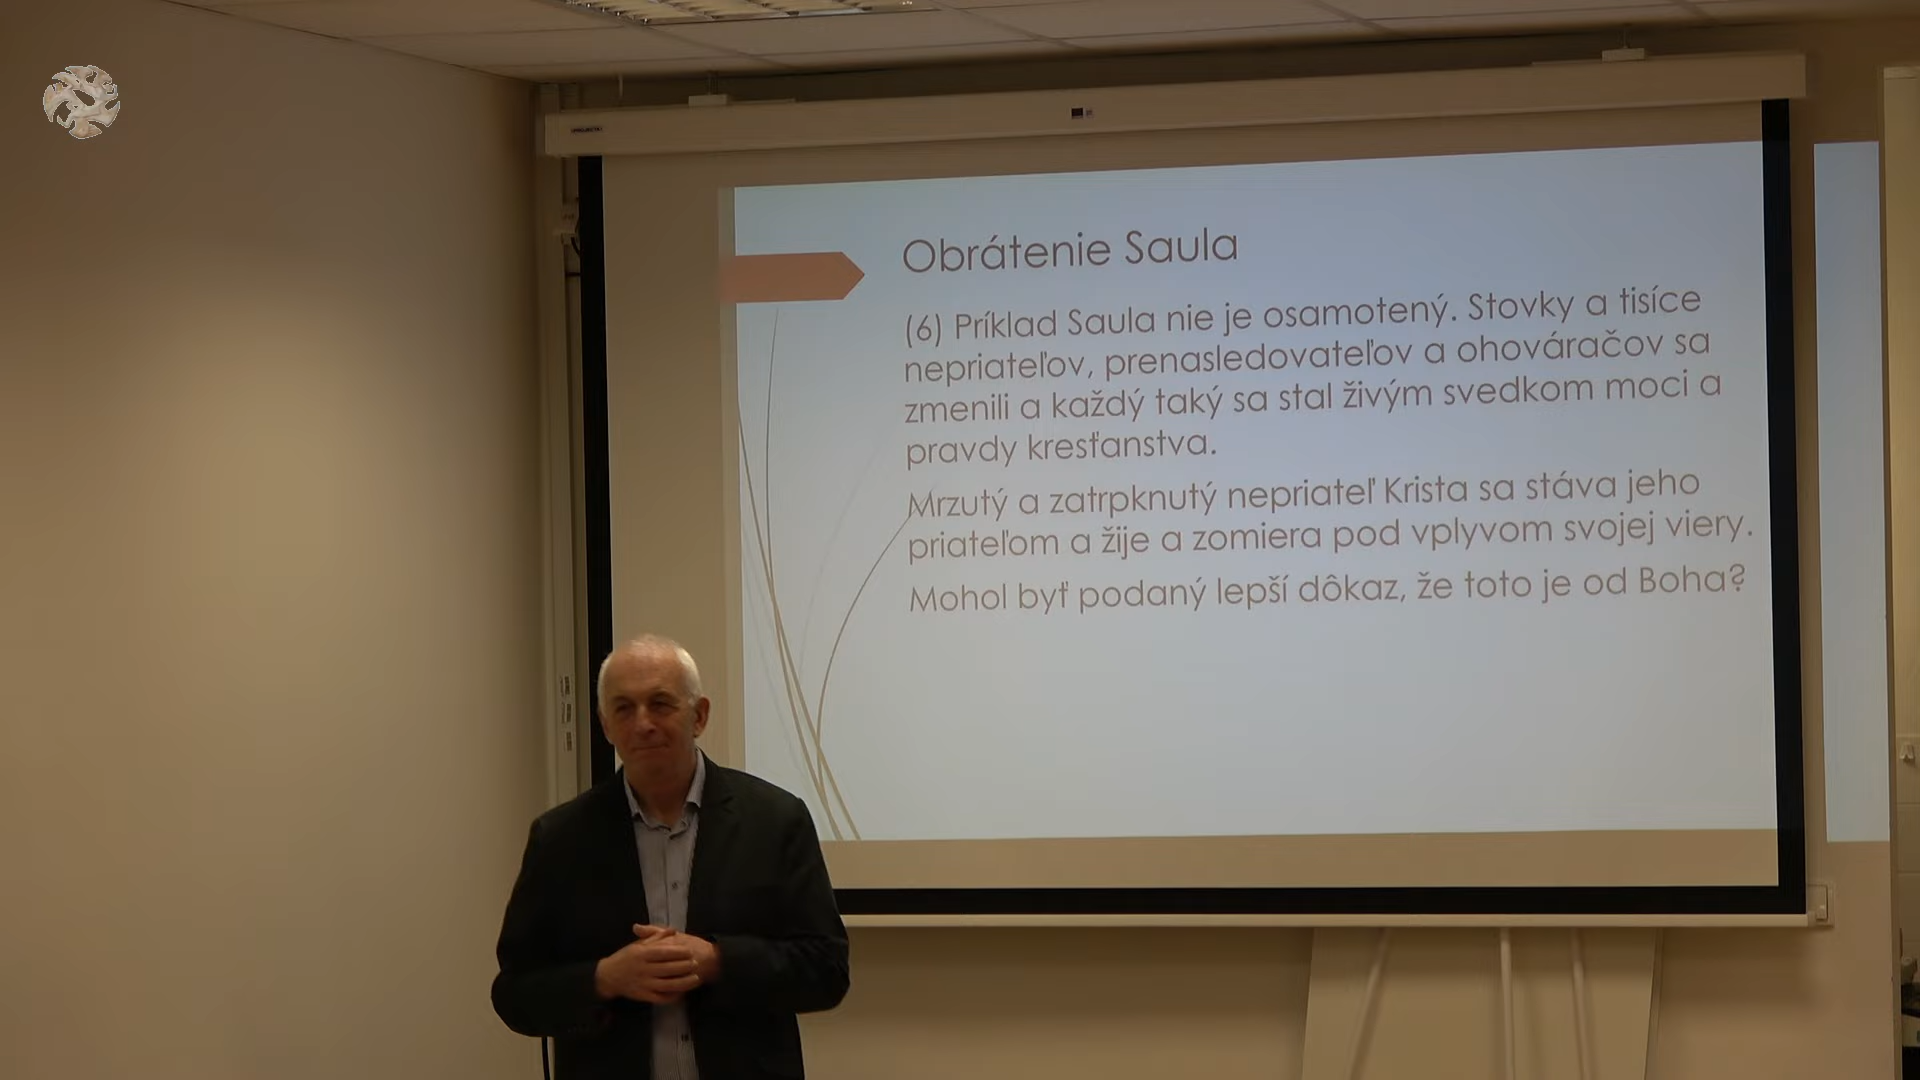 Obrátenie Saula
(6) Príklad Saula nie je osamotený. Stovky a tisíce
nepriateľov, prenasledovateľov a ohováračov sa
zmenili a každý taký sa stal živým svedkom moci a
pravdy kresťanstva.
Mrzutý a zatrpknutý nepriateľ Krista sa stáva jeho
priateľom a žije a zomiera pod vplyvom svojej viery.
Mohol byť podaný lepší dôkaz, že toto je od Boha?